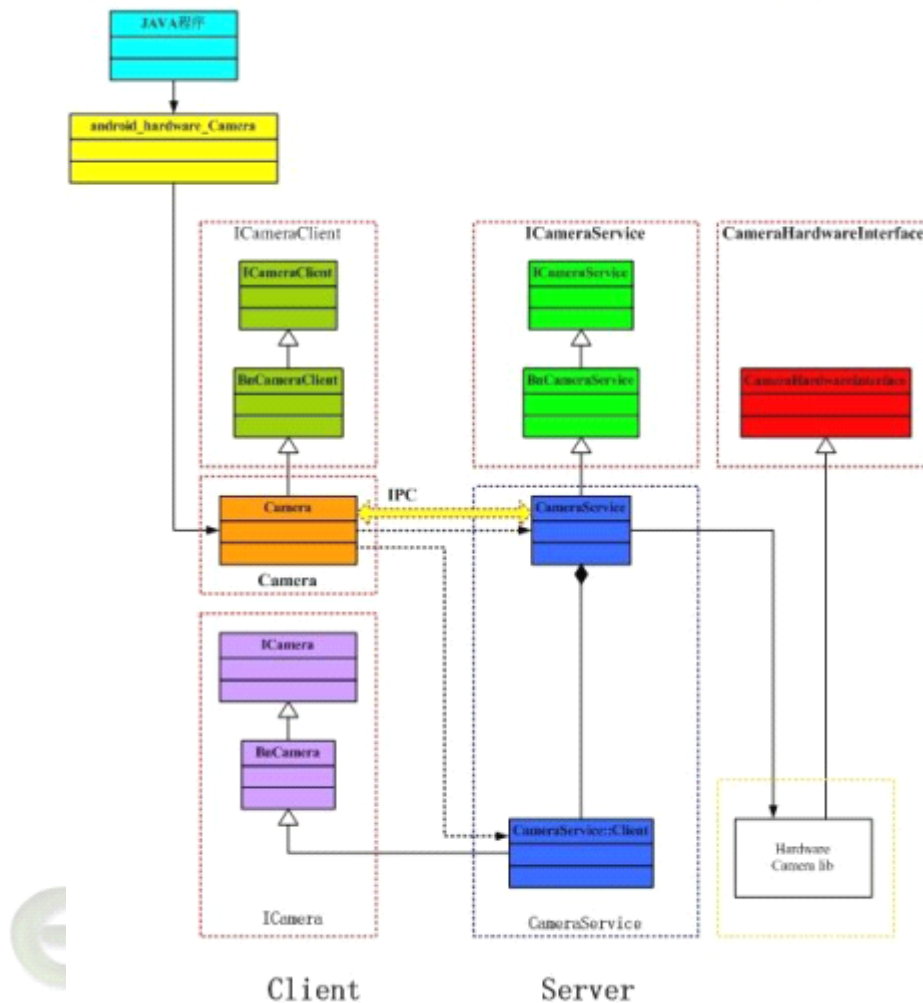 JAVA程序
android_hardware_Camera
ICameraClient
ICameraService
CameraHardwareInterface
ICameraClient
ICameraService
BnCameraClient
BnCameraService
CameraHardwareInterface
IPC
Camera
CameraService
Camera
ICamera
BnCamera
CameraService::Client
Hardware
Camera lib
ICamera
CameraService
Client
Server